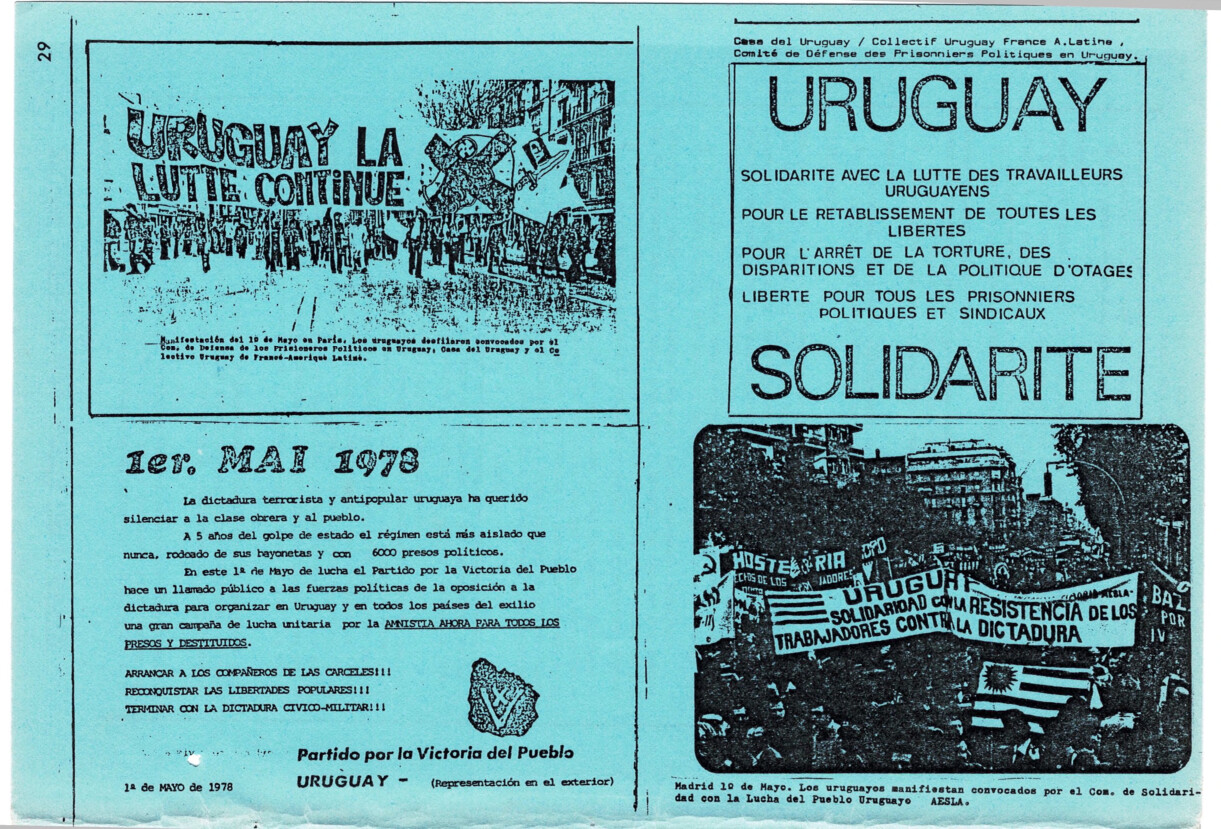 29
URUGUAY LA
LUTTE CONTINUE
Manifestación del 1º de Mayo en París. Los uruguayos desfilaron convocados por el
Com. de Defensa de los Prisioneros Políticos en Uruguay, Casa del Uruguay y el Co
lectivo Uruguay de France-Amerique Latine.
1er. MAI 1978
La dictadura terrorista y antipopular uruguaya ha querido
silenciar a la clase obrera y al pueblo.
A 5 años del golpe de estado el régimen está más aislado que
nunca, rodeado de sus bayonetas y con 6000 presos políticos.
En este 1º de Mayo de lucha el Partido por la Victoria del Pueblo
hace un llamado público a las fuerzas políticas de la oposición a la
dictadura para organizar en Uruguay y en todos los países del exilio
una gran campaña de lucha unitaria por la AMNISTIA AHORA PARA TODOS LOS
PRESOS Y DESTITUIDOS.
ARRANCAR A LOS COMPAÑEROS DE LAS CARCELES!!!
RECONQUISTAR LAS LIBERTADES POPULARES!!!
TERMINAR CON LA DICTADURA CIVICO-MILITAR!!!
Partido por la Victoria del Pueblo
URUGUAY - (Representación en el exterior)
1º de MAYO de 1978
Casa del Uruguay / Collectif Uruguay France A.Latine ,
Comité de Défense des Prisonniers Politiques en Uruguay.
URUGUAY
SOLIDARITE AVEC LA LUTTE DES TRAVAILLEURS
URUGUAYENS
POUR LE RETABLISSEMENT DE TOUTES LES
LIBERTES
POUR L'ARRÊT DE LA TORTURE, DES
DISPARITIONS ET DE LA POLITIQUE D'OTAGES
LIBERTE POUR TOUS LES PRISONNIERS
POLITIQUES ET SINDICAUX
SOLIDARITE
HOSTE RIA
URUGUAY
SOLIDARIDAD CON LA RESISTENCIA DE LOS
TRABAJADORES CONTRA LA DICTADURA
POR
Madrid 1º de Mayo. Los uruguayos manifiestan convocados por el Com. de Solidari-
dad con la Lucha del Pueblo Uruguayo AESLA.